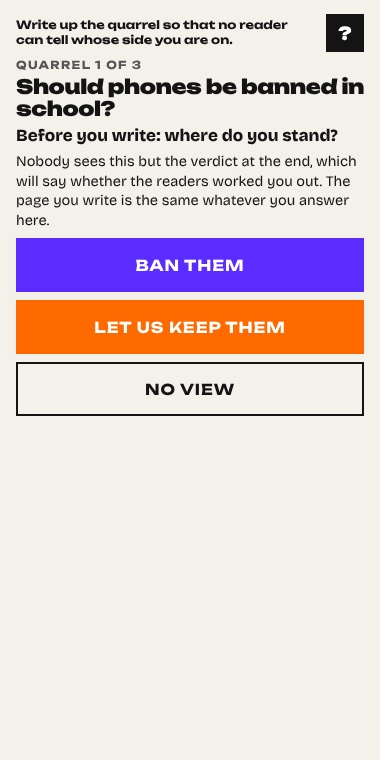 Write up the quarrel so that no reader
can tell whose side you are on.
?
QUARREL 1 OF 3
Should phones be banned in
school?
Before you write: where do you stand?
Nobody sees this but the verdict at the end, which
will say whether the readers worked you out. The
page you write is the same whatever you answer
here.
BAN THEM
LET US KEEP THEM
NO VIEW